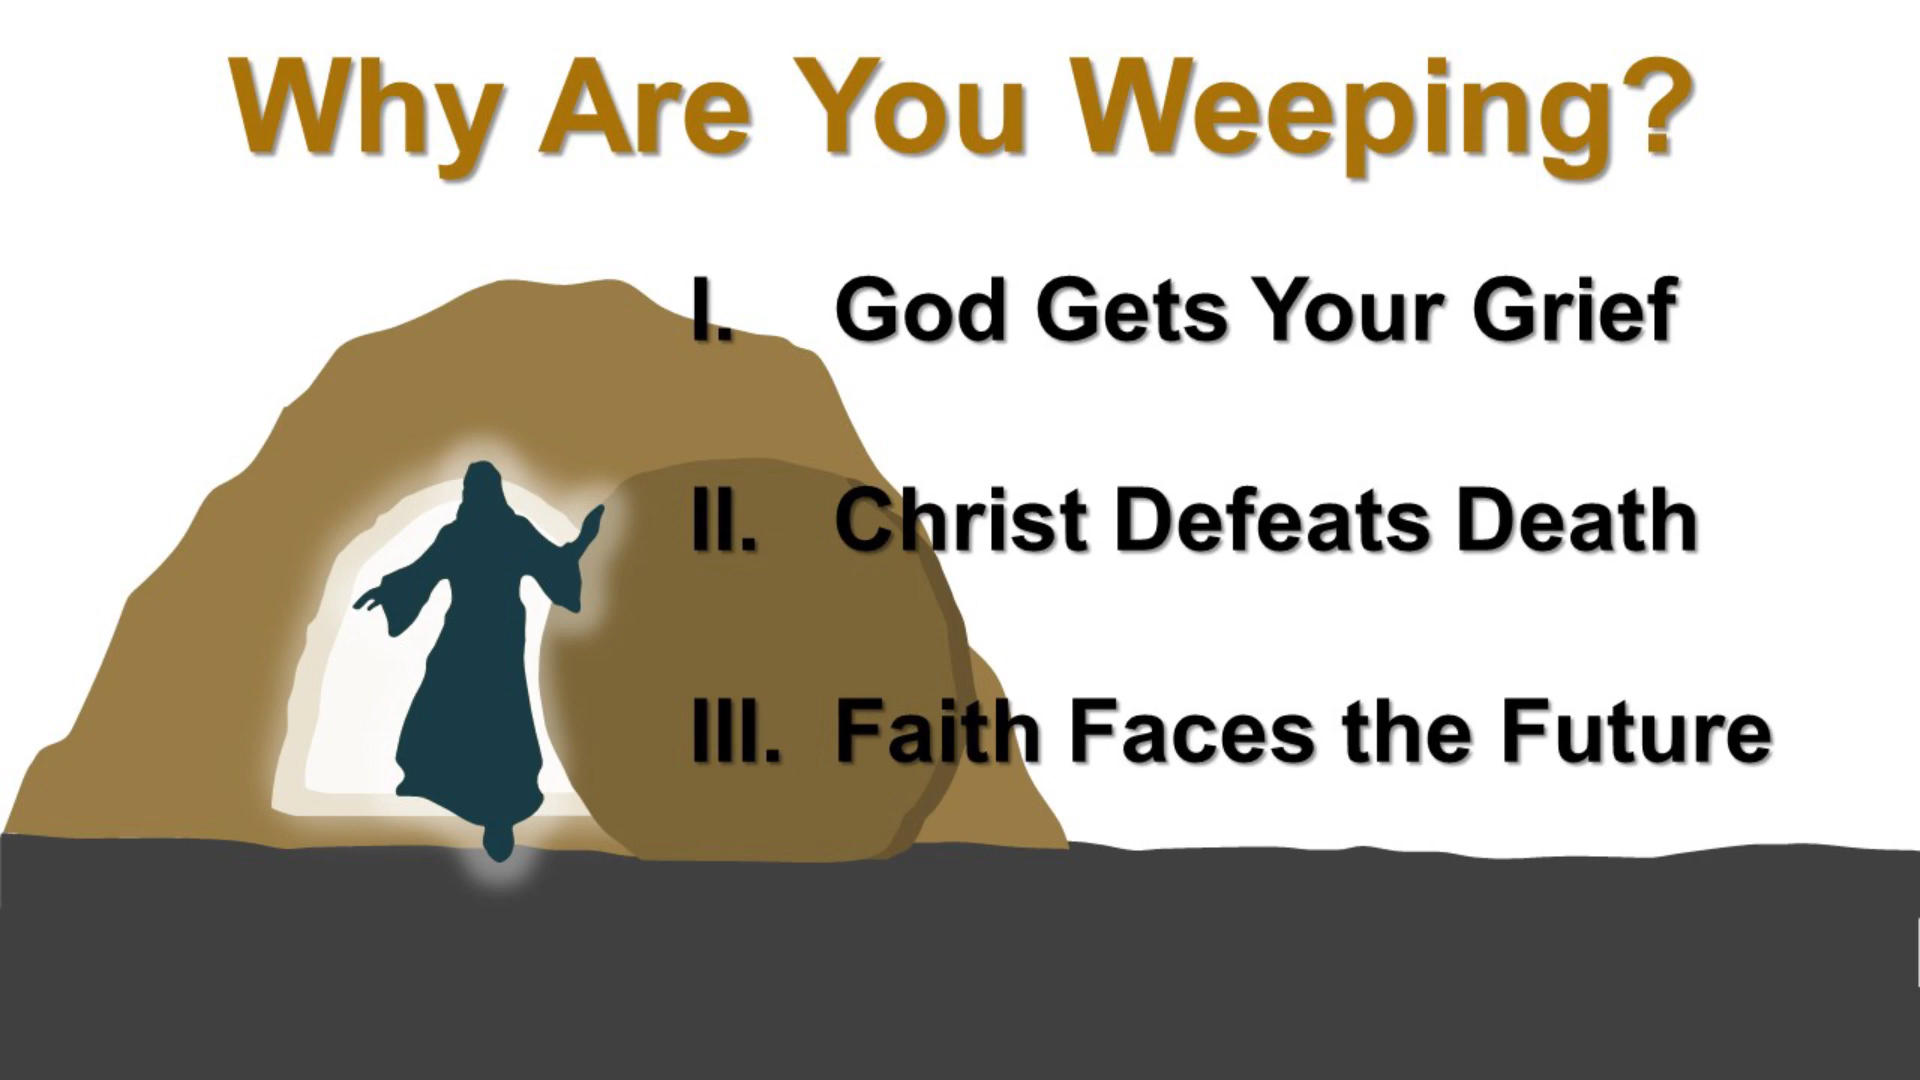 Why Are You Weeping?
I. God Gets Your Grief
II. Christ Defeats Death
III. Faith Faces the Future